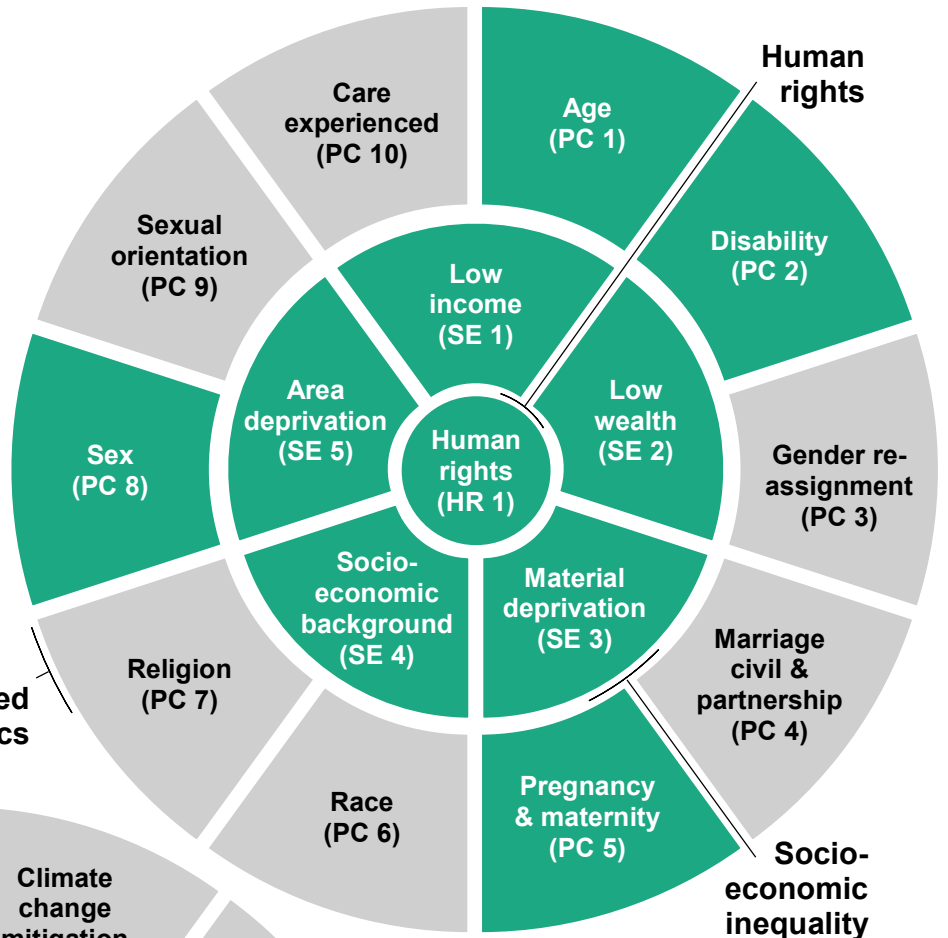 Human
rights
Care
experienced
(PC 10)
Age
(PC 1)
Sexual
orientation
(PC 9)
Disability
(PC 2)
Low
income
(SE 1)
Area
deprivation
(SE 5)
Low
wealth
(SE 2)
Human
rights
(HR 1)
Sex
(PC 8)
Gender re-
assignment
(PC 3)
Socio-
economic
background
(SE 4)
Material
deprivation
(SE 3)
Religion
(PC 7)
Marriage
civil &
partnership
(PC 4)
ed
cs
Race
(PC 6)
Pregnancy
& maternity
(PC 5)
Socio-
economic
inequality
Climate
change
mitigation